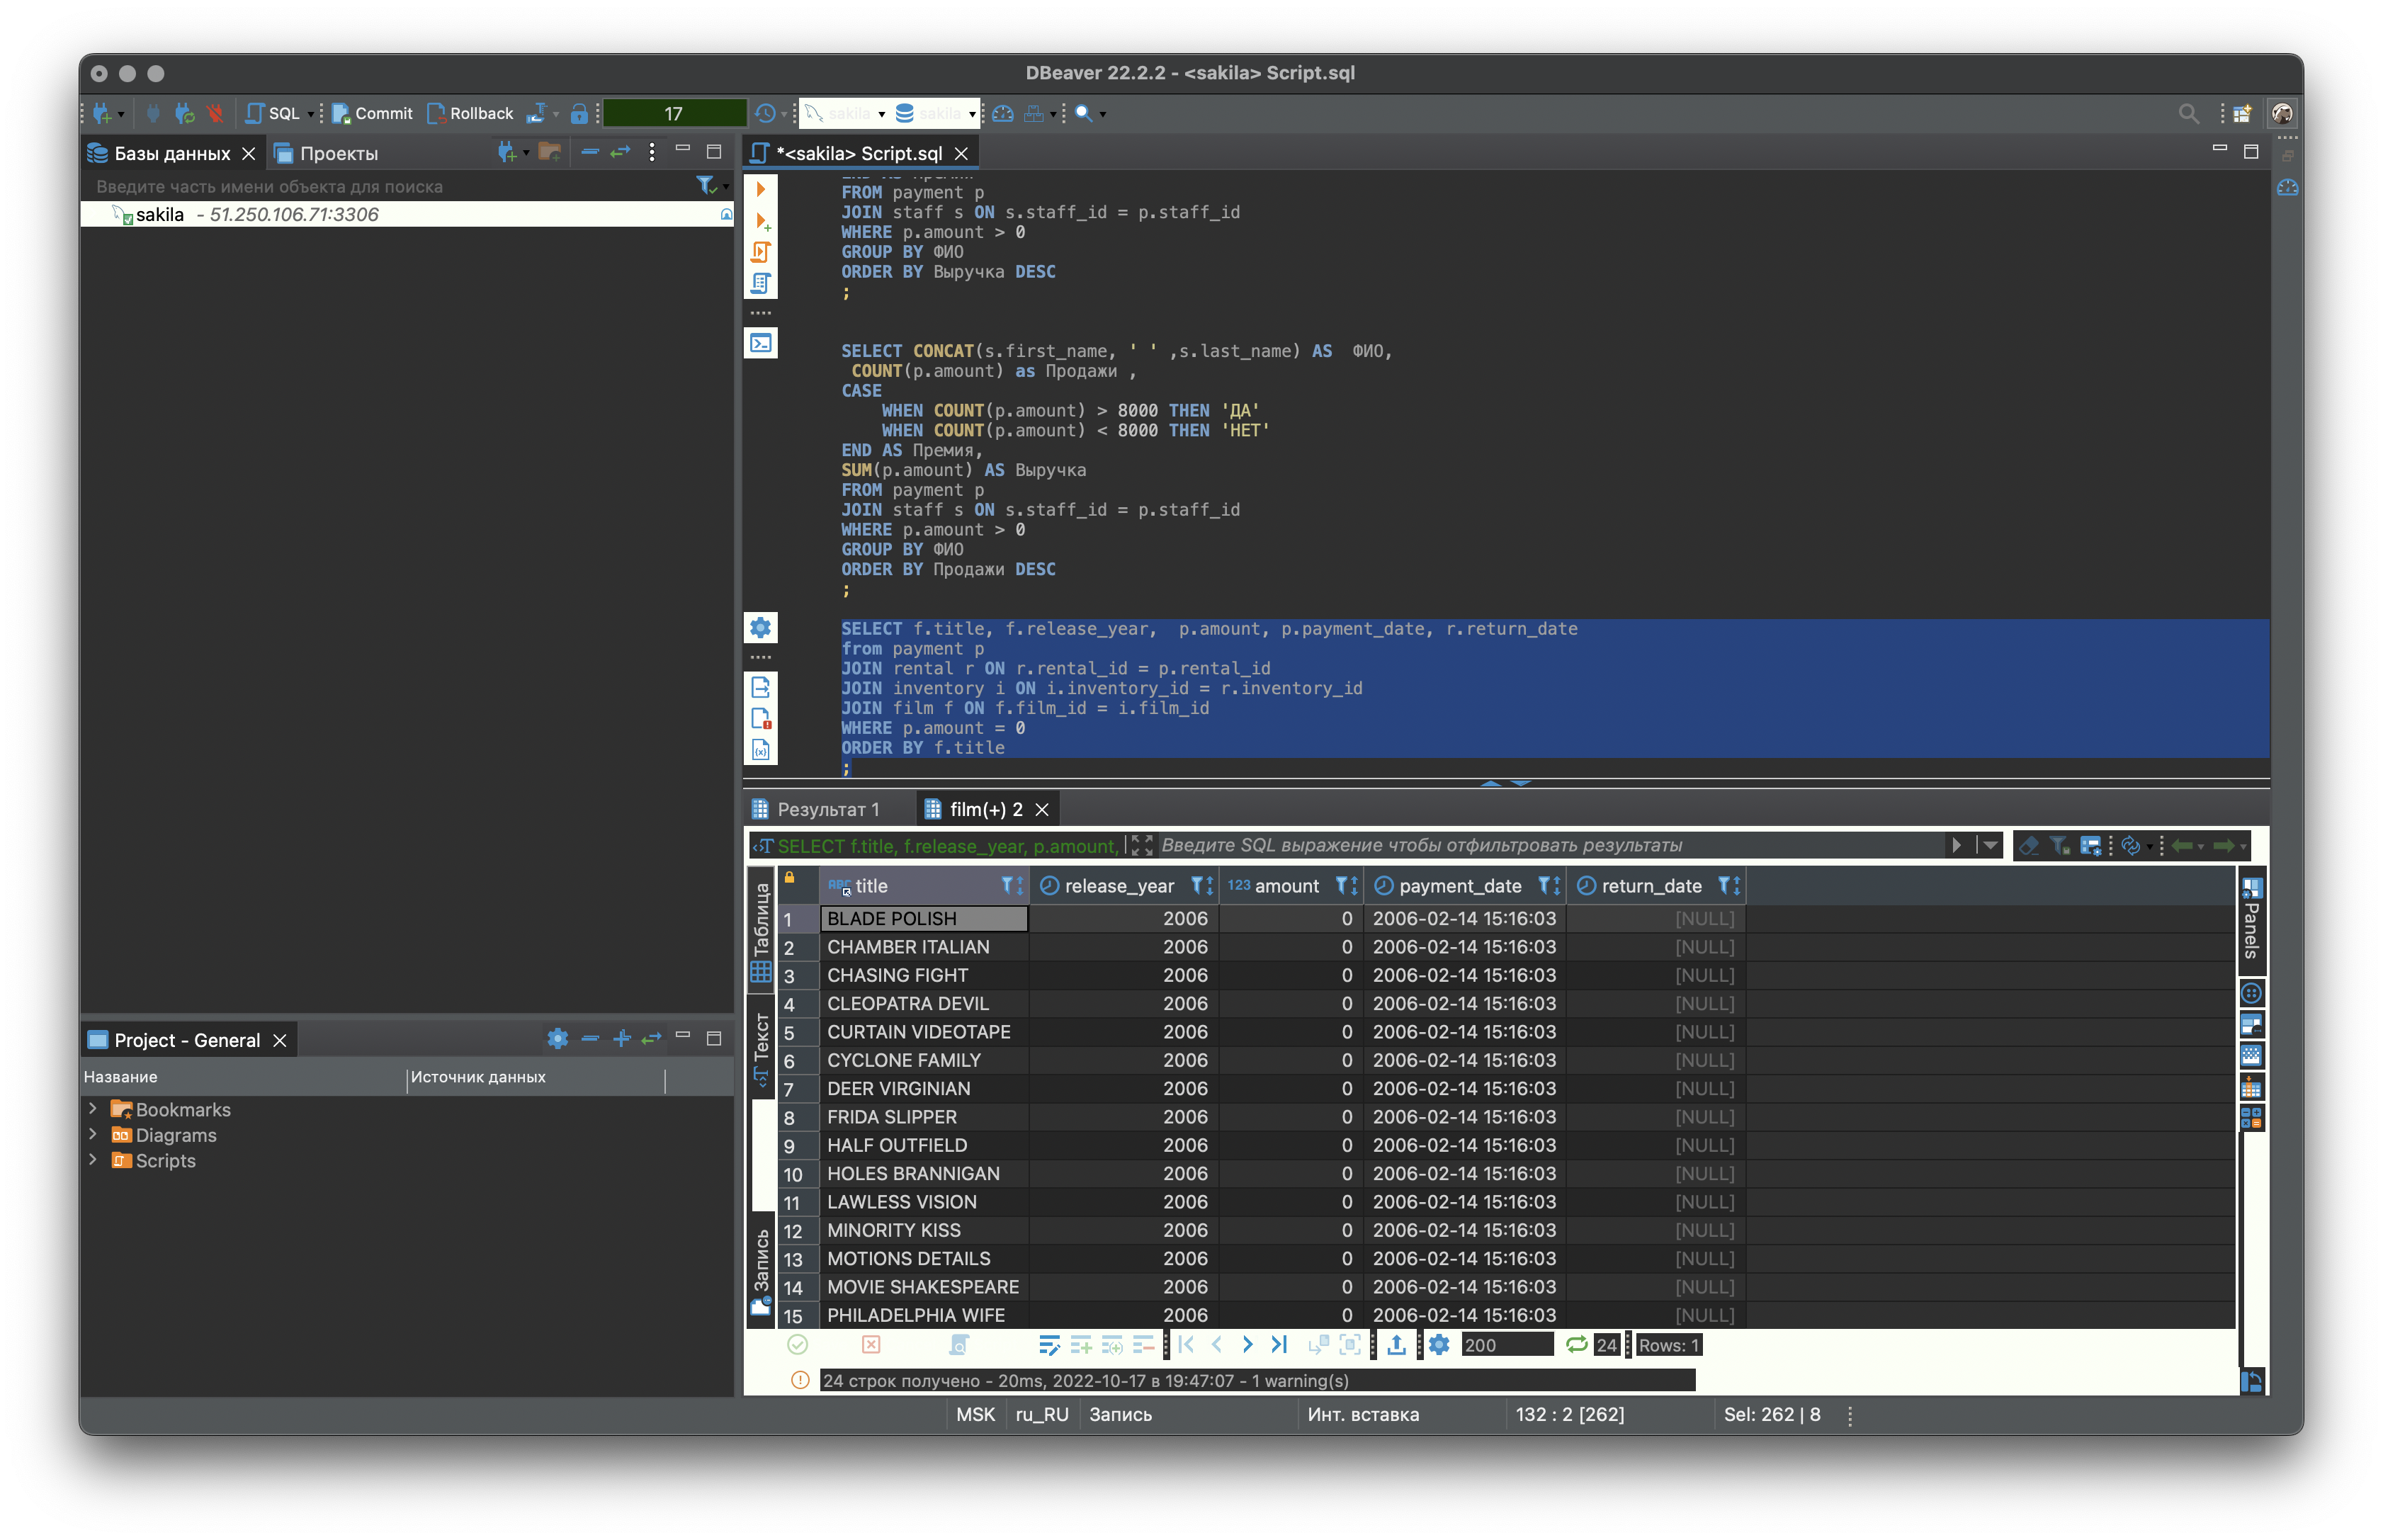 DBeaver 22.2.2 - <sakila> Script.sql
SQL Commit Rollback 17 sakila sakila
Базы данных Проекты
Введите часть имени объекта для поиска
sakila - 51.250.106.71:3306
*<sakila> Script.sql
FROM payment p
JOIN staff s ON s.staff_id = p.staff_id
WHERE p.amount > 0
GROUP BY ФИО
ORDER BY Выручка DESC
;
SELECT CONCAT(s.first_name, ' ' ,s.last_name) AS  ФИО,
COUNT(p.amount) as Продажи ,
CASE
WHEN COUNT(p.amount) > 8000 THEN 'ДА'
WHEN COUNT(p.amount) < 8000 THEN 'НЕТ'
END AS Премия,
SUM(p.amount) AS Выручка
FROM payment p
JOIN staff s ON s.staff_id = p.staff_id
WHERE p.amount > 0
GROUP BY ФИО
ORDER BY Продажи DESC
;
SELECT f.title, f.release_year,  p.amount, p.payment_date, r.return_date
from payment p
JOIN rental r ON r.rental_id = p.rental_id
JOIN inventory i ON i.inventory_id = r.inventory_id
JOIN film f ON f.film_id = i.film_id
WHERE p.amount = 0
ORDER BY f.title
;
Результат 1 film(+) 2
SELECT f.title, f.release_year, p.amount, Введите SQL выражение чтобы отфильтровать результаты
Таблица
Текст
Запись
title release_year 123 amount payment_date return_date
1 BLADE POLISH 2006 0 2006-02-14 15:16:03 [NULL]
2 CHAMBER ITALIAN 2006 0 2006-02-14 15:16:03 [NULL]
3 CHASING FIGHT 2006 0 2006-02-14 15:16:03 [NULL]
4 CLEOPATRA DEVIL 2006 0 2006-02-14 15:16:03 [NULL]
5 CURTAIN VIDEOTAPE 2006 0 2006-02-14 15:16:03 [NULL]
6 CYCLONE FAMILY 2006 0 2006-02-14 15:16:03 [NULL]
7 DEER VIRGINIAN 2006 0 2006-02-14 15:16:03 [NULL]
8 FRIDA SLIPPER 2006 0 2006-02-14 15:16:03 [NULL]
9 HALF OUTFIELD 2006 0 2006-02-14 15:16:03 [NULL]
10 HOLES BRANNIGAN 2006 0 2006-02-14 15:16:03 [NULL]
11 LAWLESS VISION 2006 0 2006-02-14 15:16:03 [NULL]
12 MINORITY KISS 2006 0 2006-02-14 15:16:03 [NULL]
13 MOTIONS DETAILS 2006 0 2006-02-14 15:16:03 [NULL]
14 MOVIE SHAKESPEARE 2006 0 2006-02-14 15:16:03 [NULL]
15 PHILADELPHIA WIFE 2006 0 2006-02-14 15:16:03 [NULL]
Panels
200 24 Rows: 1
24 строк получено - 20ms, 2022-10-17 в 19:47:07 - 1 warning(s)
Project - General
Название Источник данных
Bookmarks
Diagrams
Scripts
MSK ru_RU Запись Инт. вставка 132 : 2 [262] Sel: 262 | 8